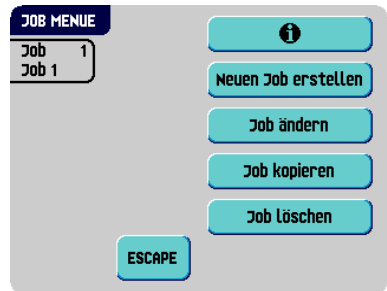 JOB MENUE
Job 1
Job 1
Neuen Job erstellen
Job ändern
Job kopieren
Job löschen
ESCAPE